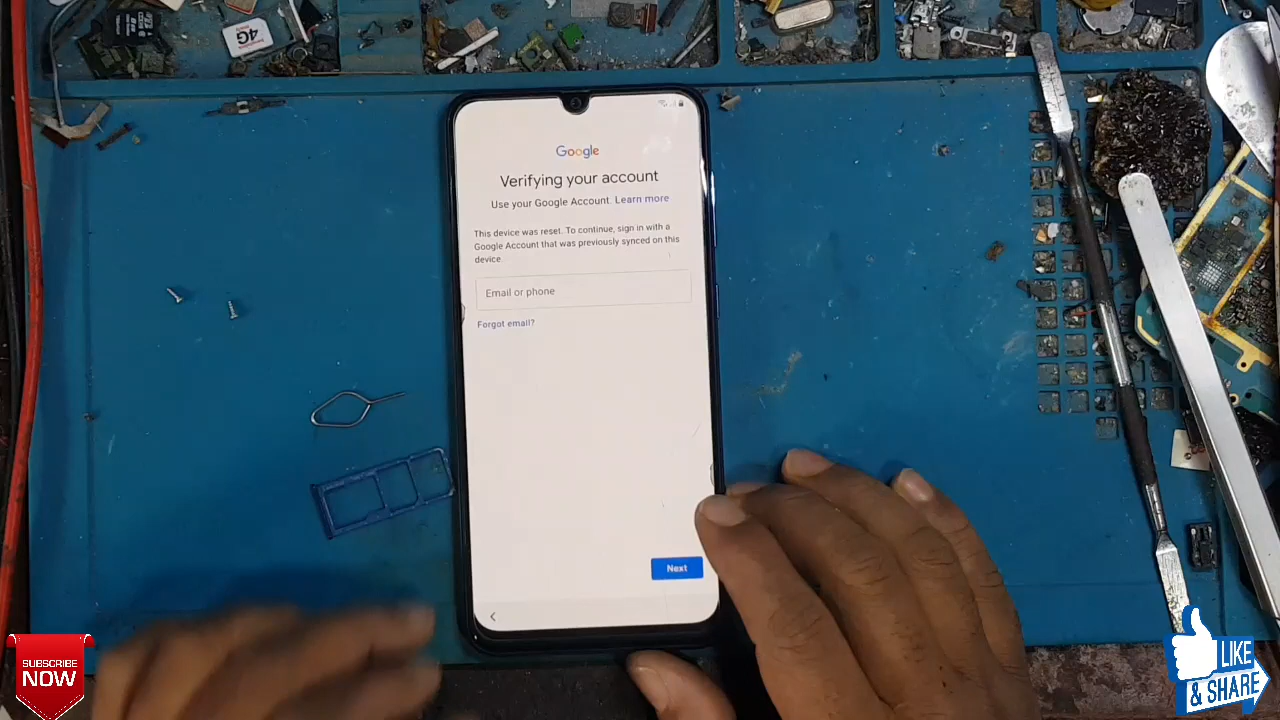 4G
Google
Verifying your account
Use your Google Account. Learn more
This device was reset. To continue, sign in with a
Google Account that was previously synced on this
device.
Email or phone
Forgot email?
Next
SUBSCRIBE
NOW
LIKE
& SHARE